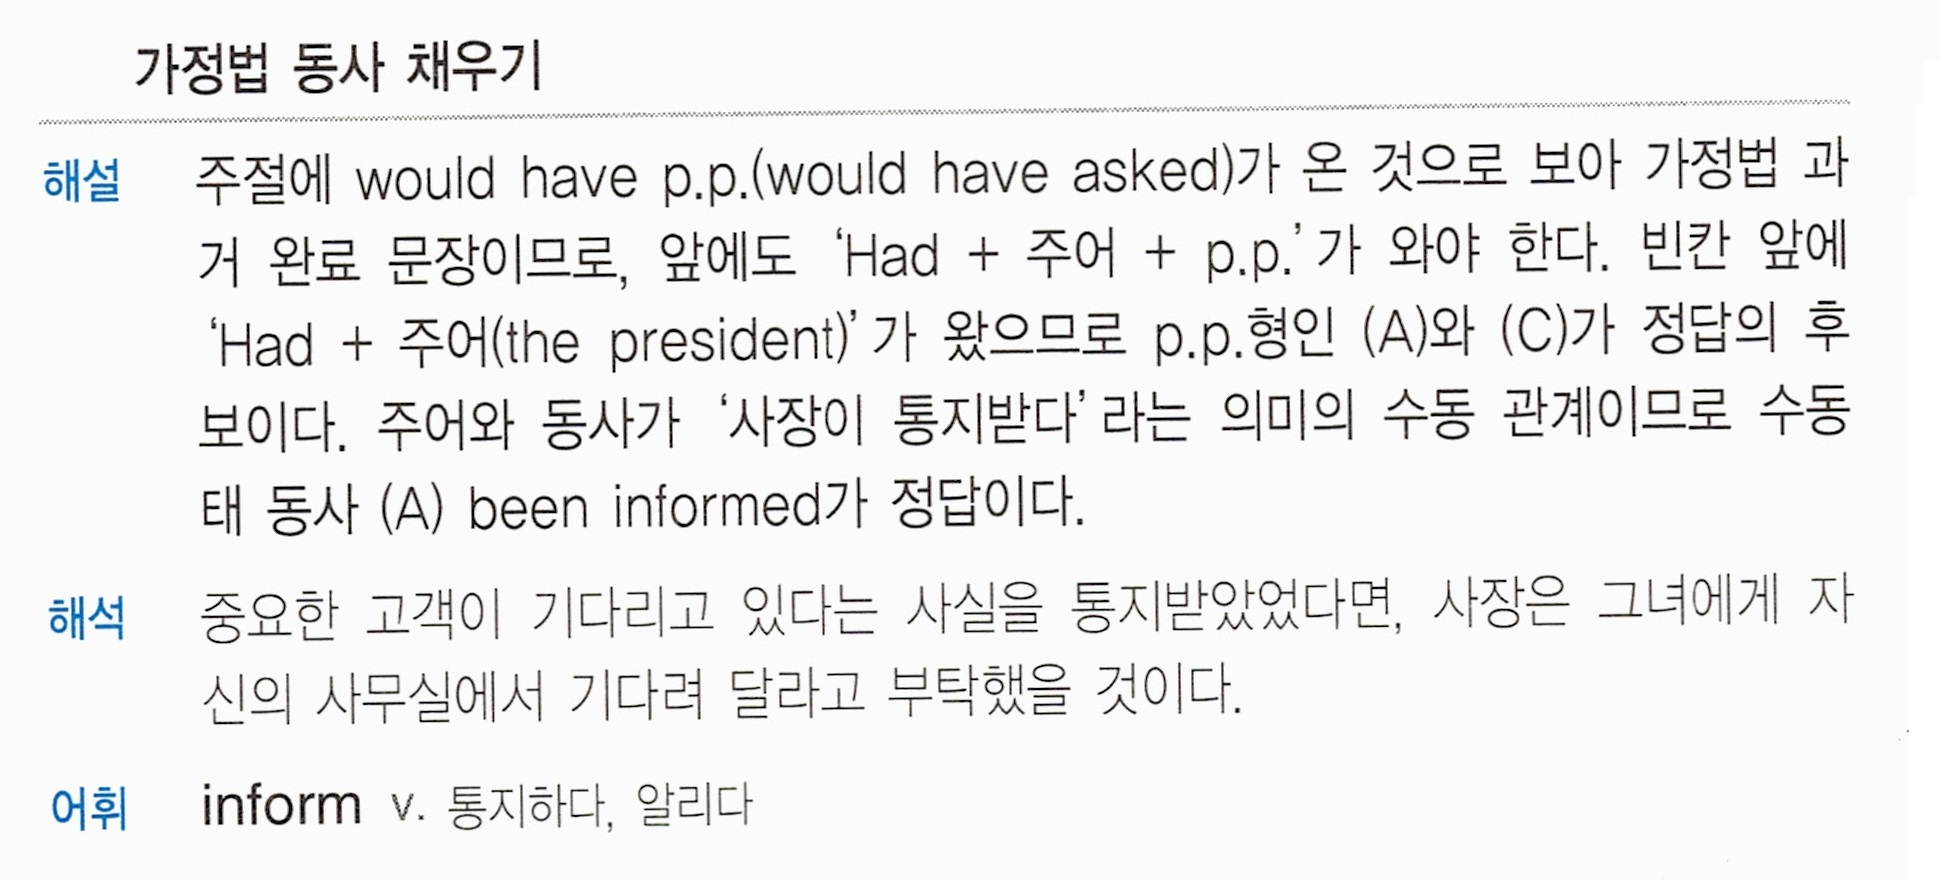 가정법 동사 채우기
해설 주절에 would have p.p.(would have asked)가 온 것으로 보아 가정법 과
거 완료 문장이므로, 앞에도 ‘Had + 주어 + p.p.’가 와야 한다. 빈칸 앞에
‘Had + 주어(the president)’가 왔으므로 p.p.형인 (A)와 (C)가 정답의 후
보이다. 주어와 동사가 ‘사장이 통지받다’라는 의미의 수동 관계이므로 수동
태 동사 (A) been informed가 정답이다.
해석 중요한 고객이 기다리고 있다는 사실을 통지받았었다면, 사장은 그녀에게 자
신의 사무실에서 기다려 달라고 부탁했을 것이다.
어휘 inform v. 통지하다, 알리다